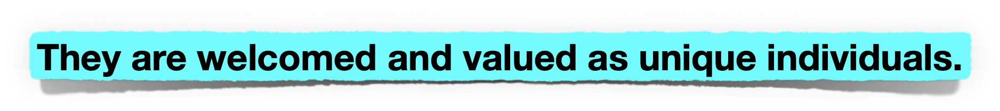 They are welcomed and valued as unique individuals.